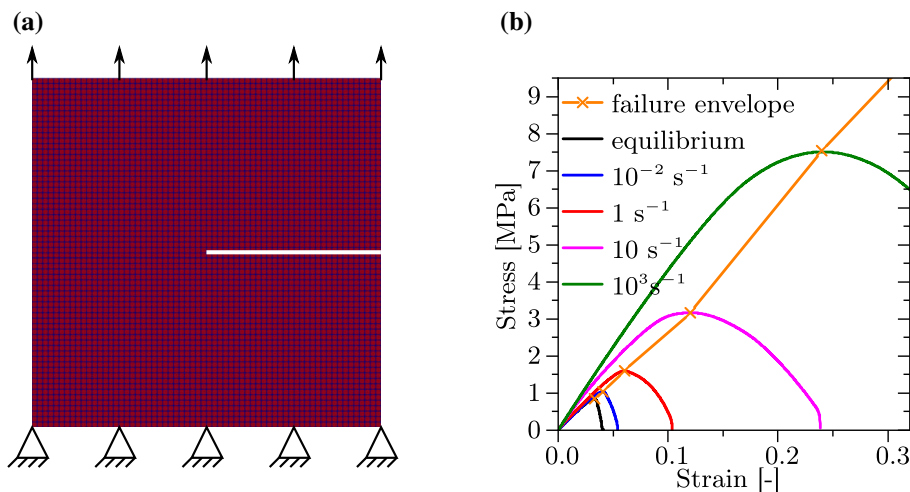 (a)
(b)
failure envelope
equilibrium
10⁻² s⁻¹
1 s⁻¹
10 s⁻¹
10³s⁻¹
Stress [MPa]
9
8
7
6
5
4
3
2
1
0
0.0
0.1
0.2
0.3
Strain [-]